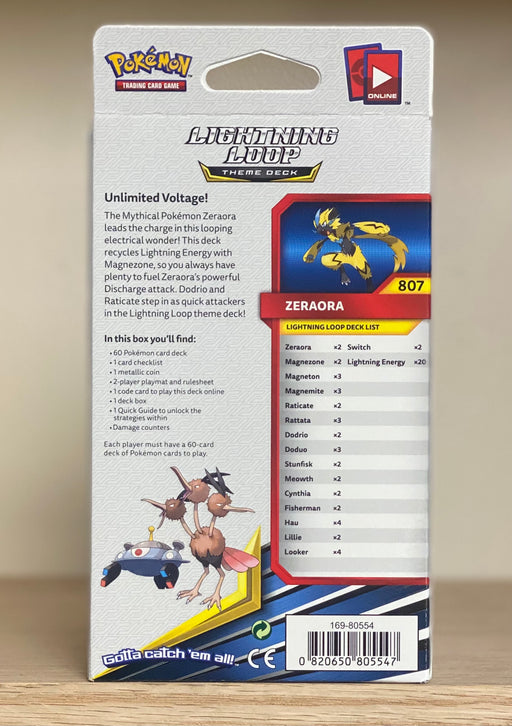 POKéMON
TRADING CARD GAME
ONLINE
™
LIGHTNING
LOOP
THEME DECK
Unlimited Voltage!
The Mythical Pokémon Zeraora
leads the charge in this looping
electrical wonder! This deck
recycles Lightning Energy with
Magnezone, so you always have
plenty to fuel Zeraora's powerful
Discharge attack. Dodrio and
Raticate step in as quick attackers
in the Lightning Loop theme deck!
In this box you'll find:
• 60 Pokémon card deck
• 1 card checklist
• 1 metallic coin
• 2-player playmat and rulesheet
• 1 code card to play this deck online
• 1 deck box
• 1 Quick Guide to unlock the
strategies within
• Damage counters
Each player must have a 60-card
deck of Pokémon cards to play.
807
ZERAORA
LIGHTNING LOOP DECK LIST
Zeraora ×2 Switch ×2
Magnezone ×2 Lightning Energy ×20
Magneton ×3
Magnemite ×3
Raticate ×2
Rattata ×3
Dodrio ×2
Doduo ×3
Stunfisk ×2
Meowth ×2
Cynthia ×2
Fisherman ×2
Hau ×4
Lillie ×2
Looker ×4
Gotta catch 'em all!
CE
169-80554
0 820650 805547